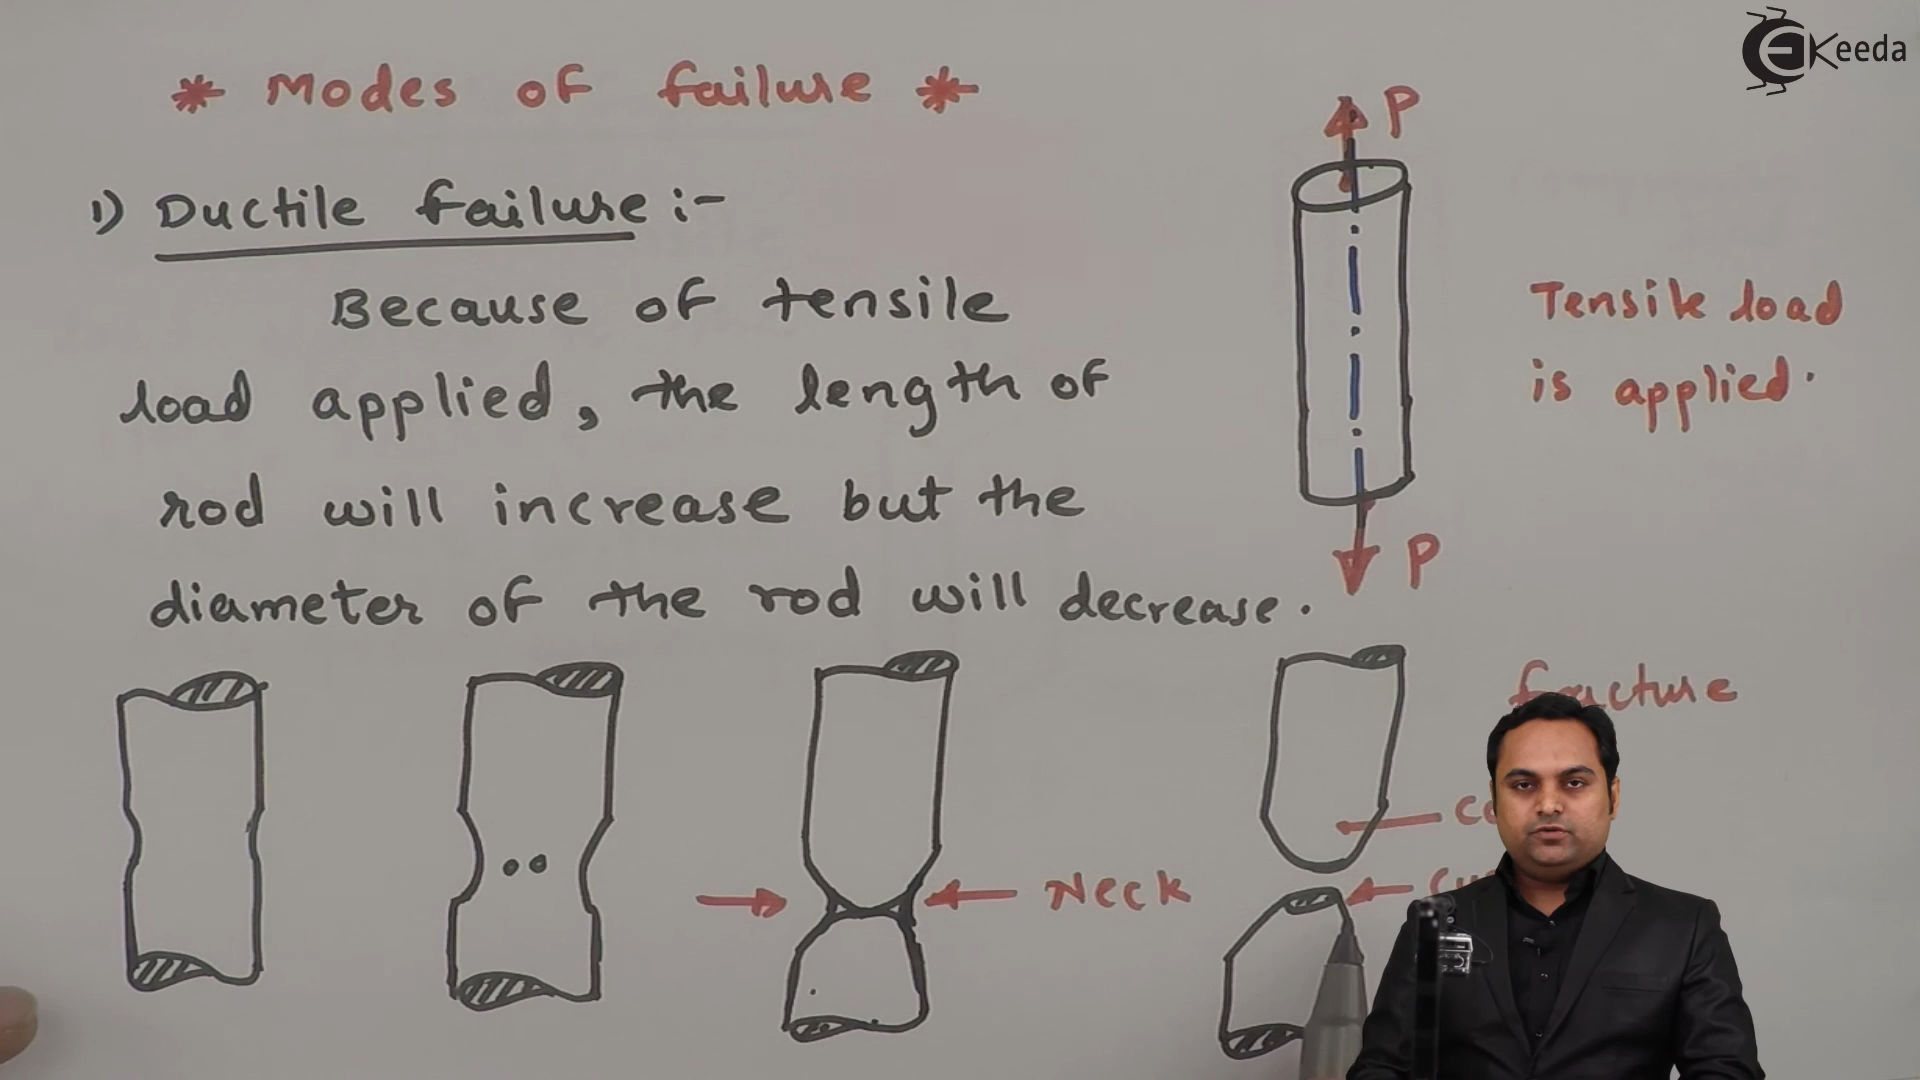 Keeda
* Modes of failure *
P
1) Ductile failure :-
Because of tensile
load applied, the length of
rod will increase but the
diameter of the rod will decrease.
Tensile load
is applied.
P
fracture
Neck